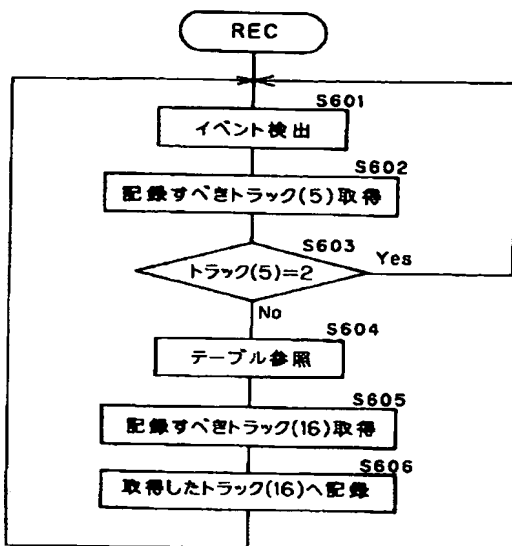 REC
S601
イベント検出
S602
記録すべきトラック(5)取得
S603
トラック(5)=2
Yes
No
S604
テーブル参照
S605
記録すべきトラック(16)取得
S606
取得したトラック(16)へ記録